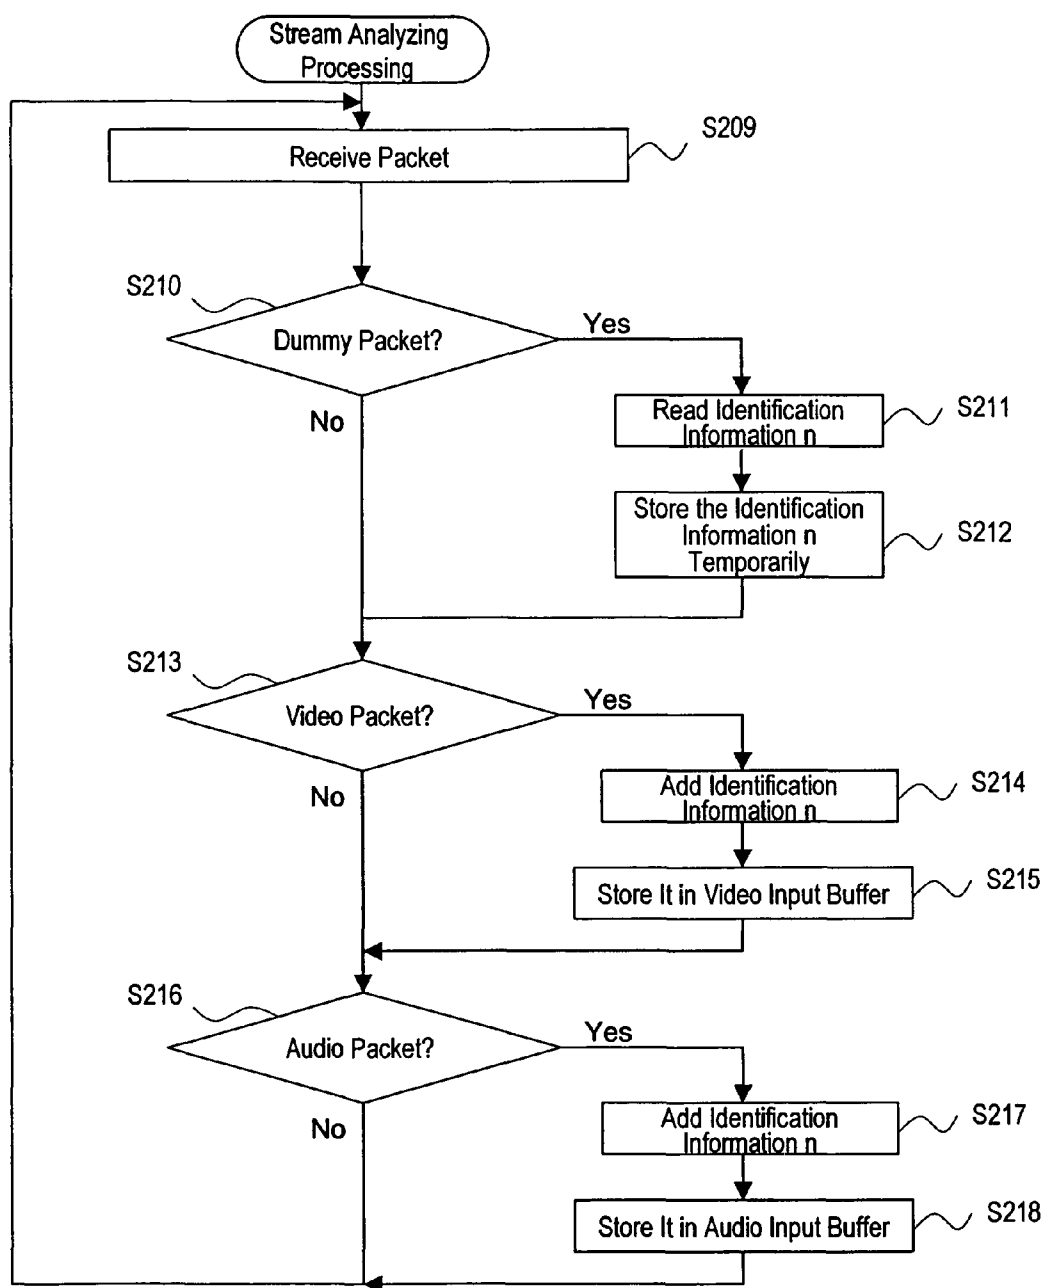 Stream Analyzing
Processing
S209
Receive Packet
S210
Dummy Packet?
Yes
No
Read Identification
Information n
S211
Store the Identification
Information n
Temporarily
S212
S213
Video Packet?
Yes
No
Add Identification
Information n
S214
Store It in Video Input Buffer
S215
S216
Audio Packet?
Yes
No
Add Identification
Information n
S217
Store It in Audio Input Buffer
S218